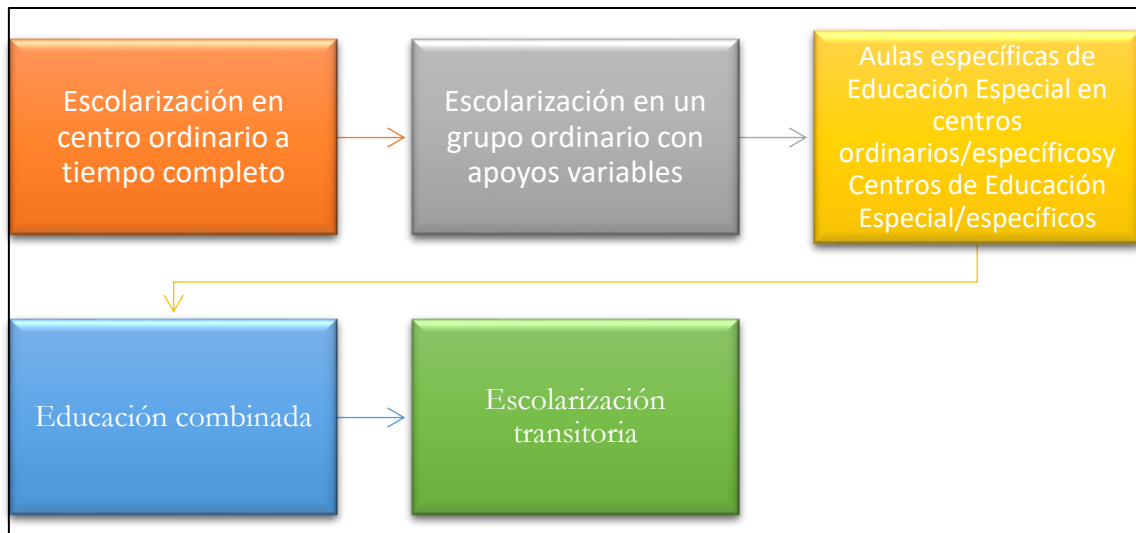 Escolarización en
centro ordinario a
tiempo completo
Escolarización en un
grupo ordinario con
apoyos variables
Aulas específicas de
Educación Especial en
centros
ordinarios/específicosy
Centros de Educación
Especial/específicos
Educación combinada
Escolarización
transitoria